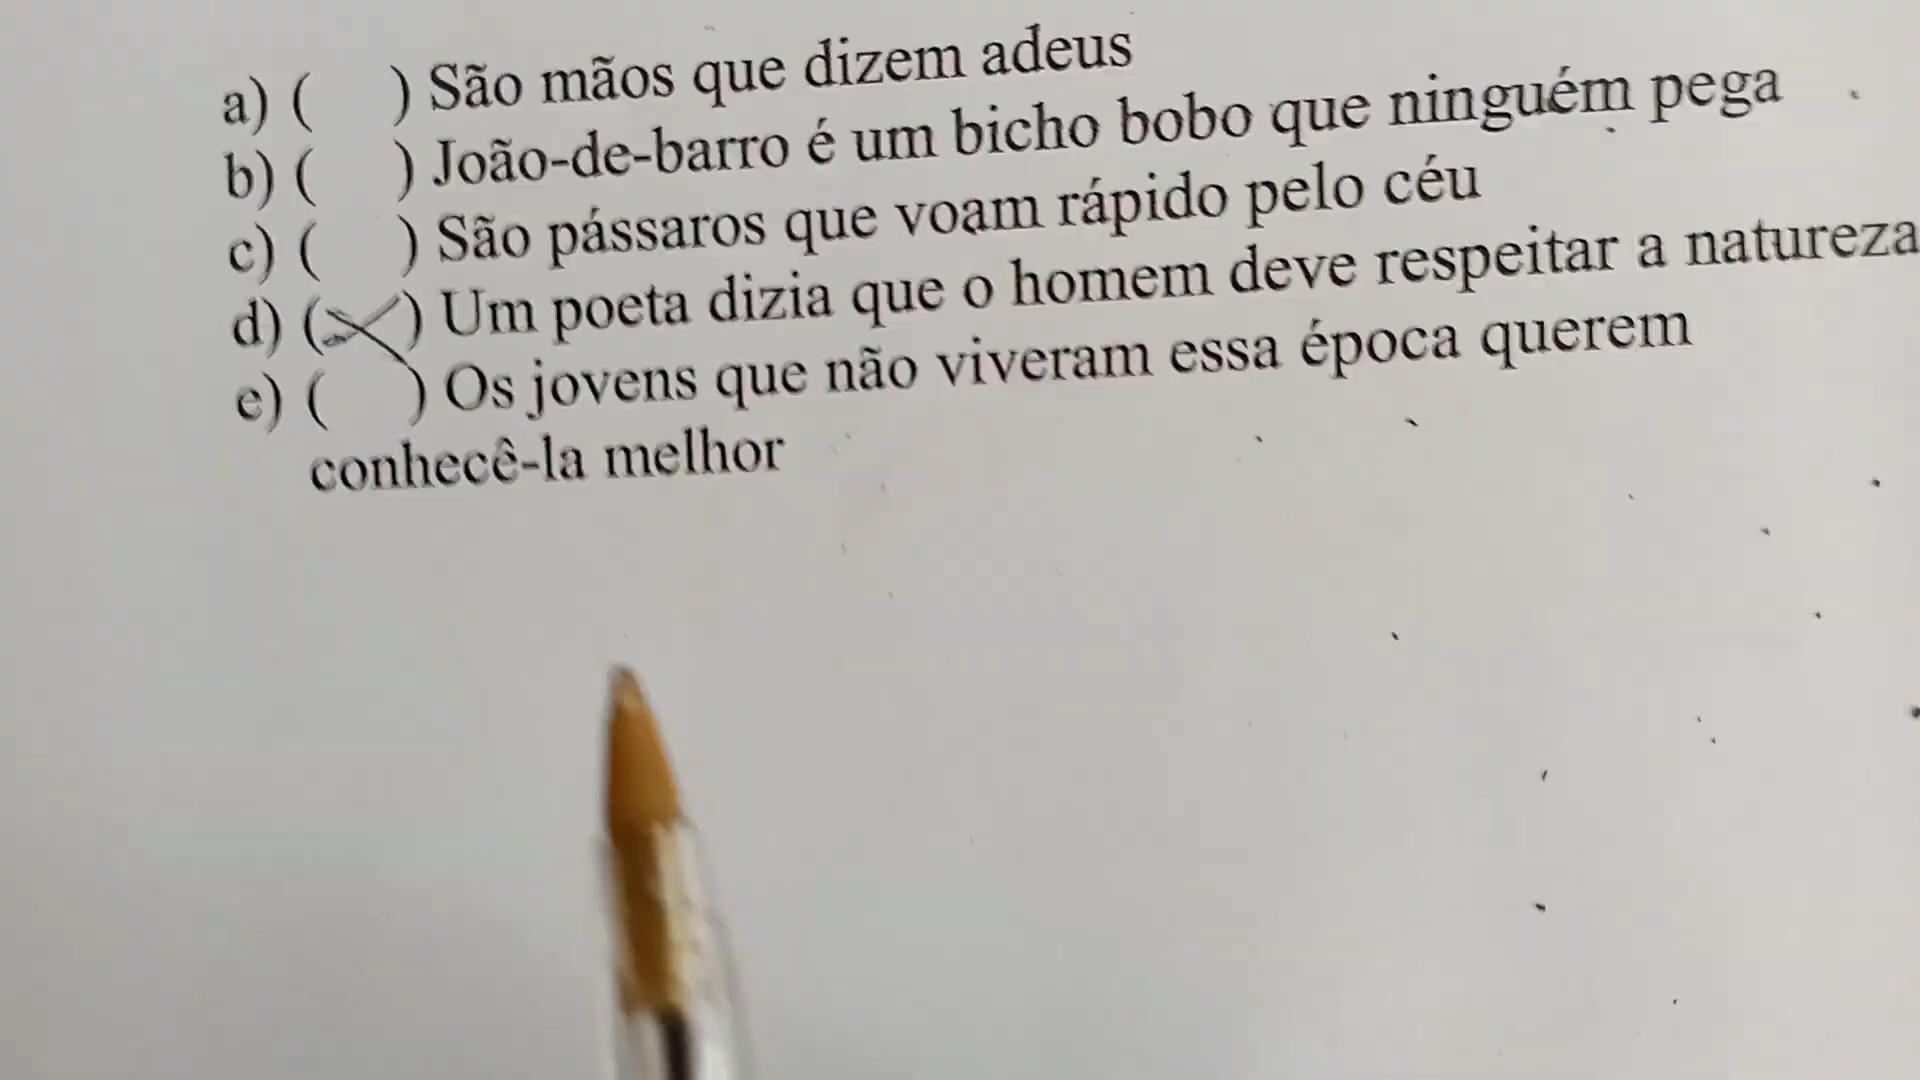 a) ( ) São mãos que dizem adeus
b) ( ) João-de-barro é um bicho bobo que ninguém pega
c) ( ) São pássaros que voam rápido pelo céu
d) (X) Um poeta dizia que o homem deve respeitar a natureza
e) ( ) Os jovens que não viveram essa época querem
conhecê-la melhor